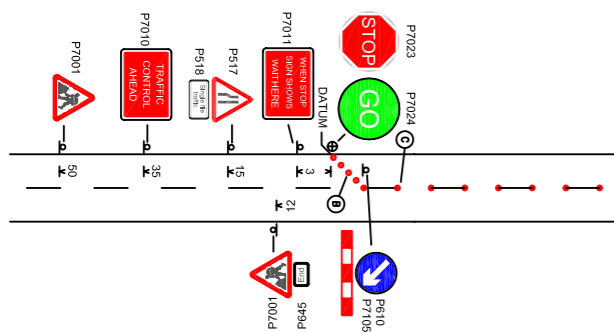 P7001
P7010
TRAFFIC
CONTROL
AHEAD
P518
Single file
traffic
P517
P7011
WHEN STOP
SIGN SHOWS
WAIT HERE
STOP
P7023
GO
P7024
DATUM
C
B
50
35
15
3
12
P7001
End
P645
P610
P7105